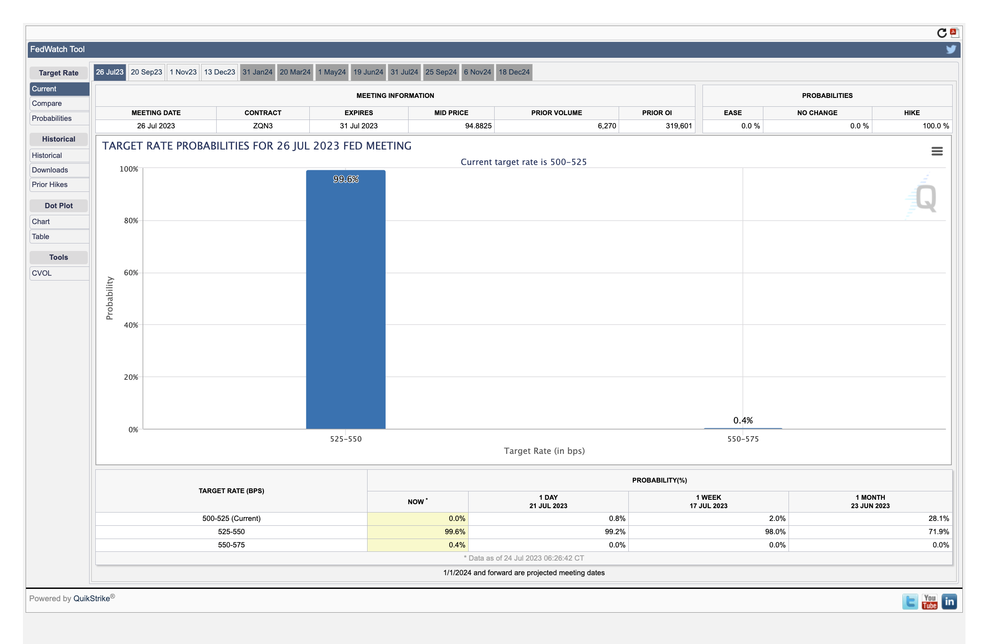 FedWatch Tool
Target Rate
Current
Compare
Probabilities
Historical
Historical
Downloads
Prior Hikes
Dot Plot
Chart
Table
Tools
CVOL
26 Jul23 20 Sep23 1 Nov23 13 Dec23 31 Jan24 20 Mar24 1 May24 19 Jun24 31 Jul24 25 Sep24 6 Nov24 18 Dec24
MEETING INFORMATION
MEETING DATE CONTRACT EXPIRES MID PRICE PRIOR VOLUME PRIOR OI
26 Jul 2023 ZQN3 31 Jul 2023 94.8825 6,270 319,601
PROBABILITIES
EASE NO CHANGE HIKE
0.0 % 0.0 % 100.0 %
TARGET RATE PROBABILITIES FOR 26 JUL 2023 FED MEETING
Current target rate is 500-525
Q
Probability
100%
80%
60%
40%
20%
0%
99.6%
0.4%
525-550 550-575
Target Rate (in bps)
TARGET RATE (BPS) PROBABILITY(%)
NOW * 1 DAY 21 JUL 2023 1 WEEK 17 JUL 2023 1 MONTH 23 JUN 2023
500-525 (Current) 0.0% 0.8% 2.0% 28.1%
525-550 99.6% 99.2% 98.0% 71.9%
550-575 0.4% 0.0% 0.0% 0.0%
* Data as of 24 Jul 2023 06:26:42 CT
1/1/2024 and forward are projected meeting dates
Powered by QuikStrike®
t You Tube in